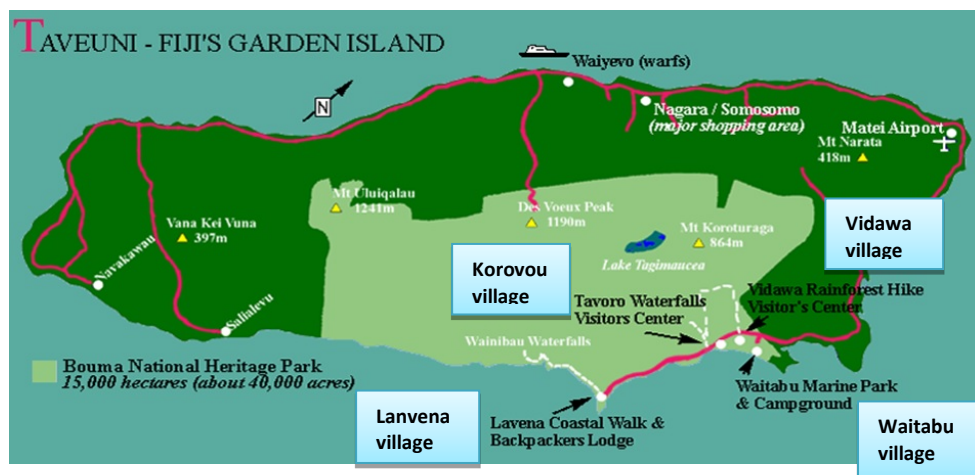 TAVEUNI - FIJI'S GARDEN ISLAND
Waiyevo (warfs)
N
Nagara / Somosomo
(major shopping area)
Matei Airport
Mt Narata
418m
Mt Uluiqalau
1241m
Vana Kei Vuna
397m
Des Voeux Peak
1190m
Mt Koroturaga
864m
Vidawa
village
Navakawau
Lake Tagimaucea
Korovou
village
Salialevu
Tavoro Waterfalls
Visitors Center
Vidawa Rainforest Hike
Visitor's Center
Wainibau Waterfalls
Bouma National Heritage Park
15,000 hectares (about 40,000 acres)
Waitabu Marine Park
& Campground
Lanvena
village
Lavena Coastal Walk &
Backpackers Lodge
Waitabu
village